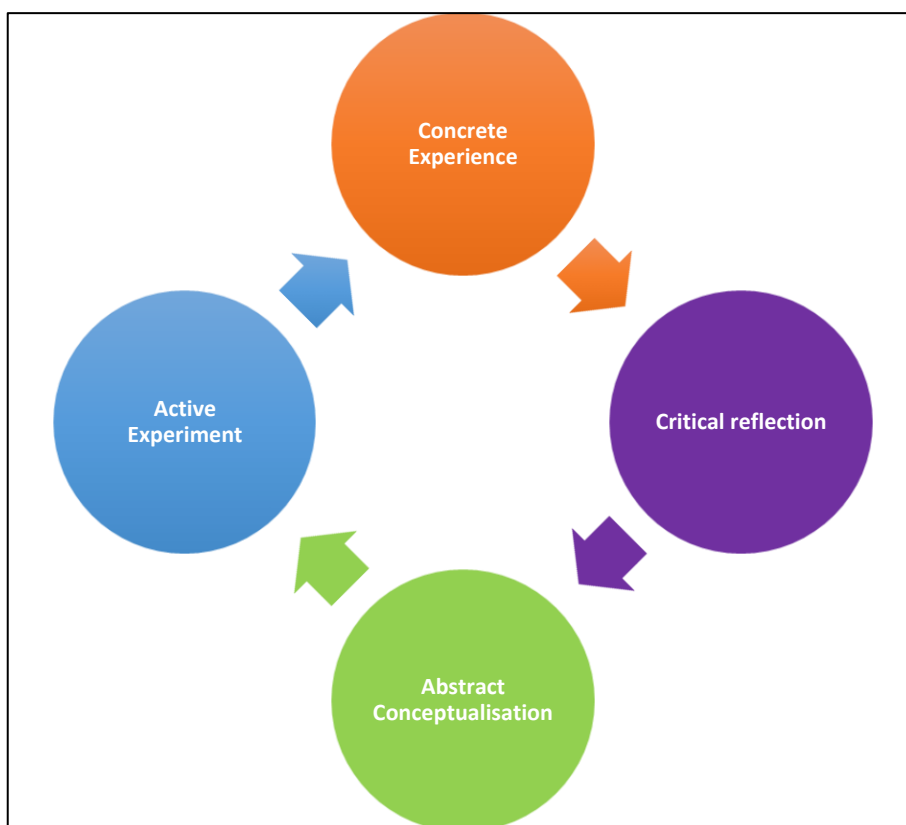 Concrete
Experience
Critical reflection
Abstract
Conceptualisation
Active
Experiment